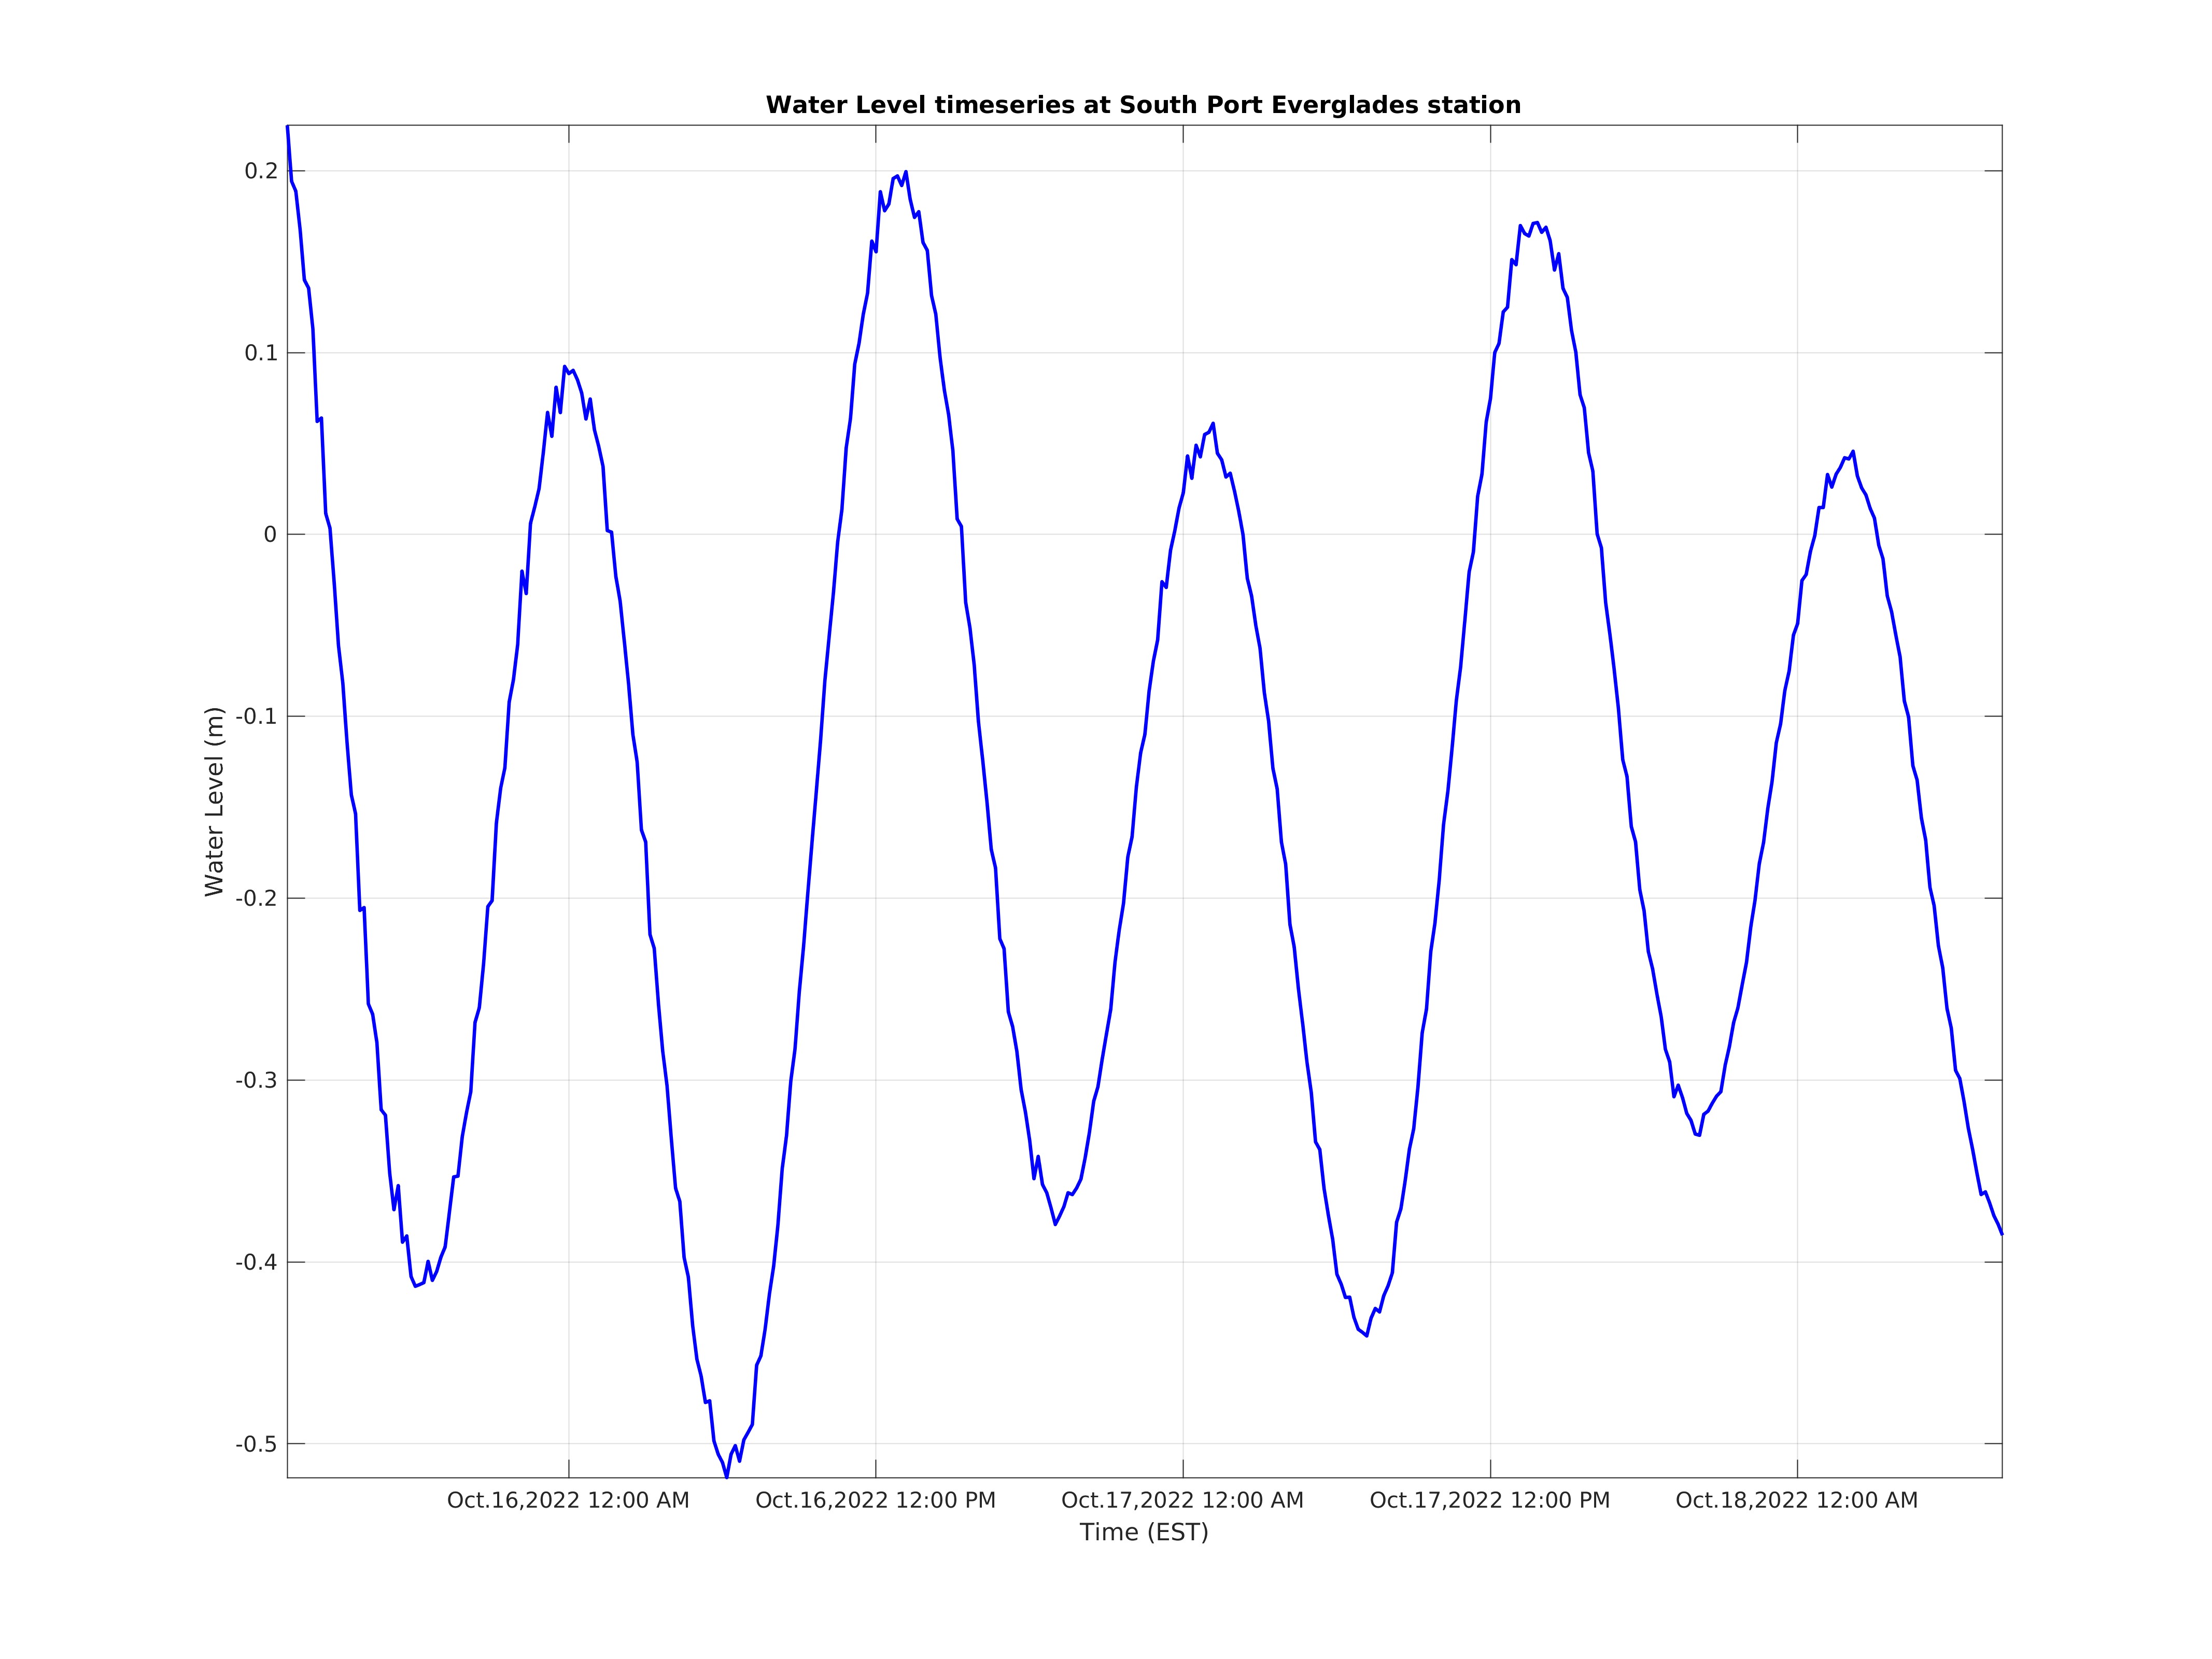 Water Level timeseries at South Port Everglades station
0.2
0.1
0
-0.1
-0.2
-0.3
-0.4
-0.5
Water Level (m)
Oct.16,2022 12:00 AM
Oct.16,2022 12:00 PM
Oct.17,2022 12:00 AM
Oct.17,2022 12:00 PM
Oct.18,2022 12:00 AM
Time (EST)